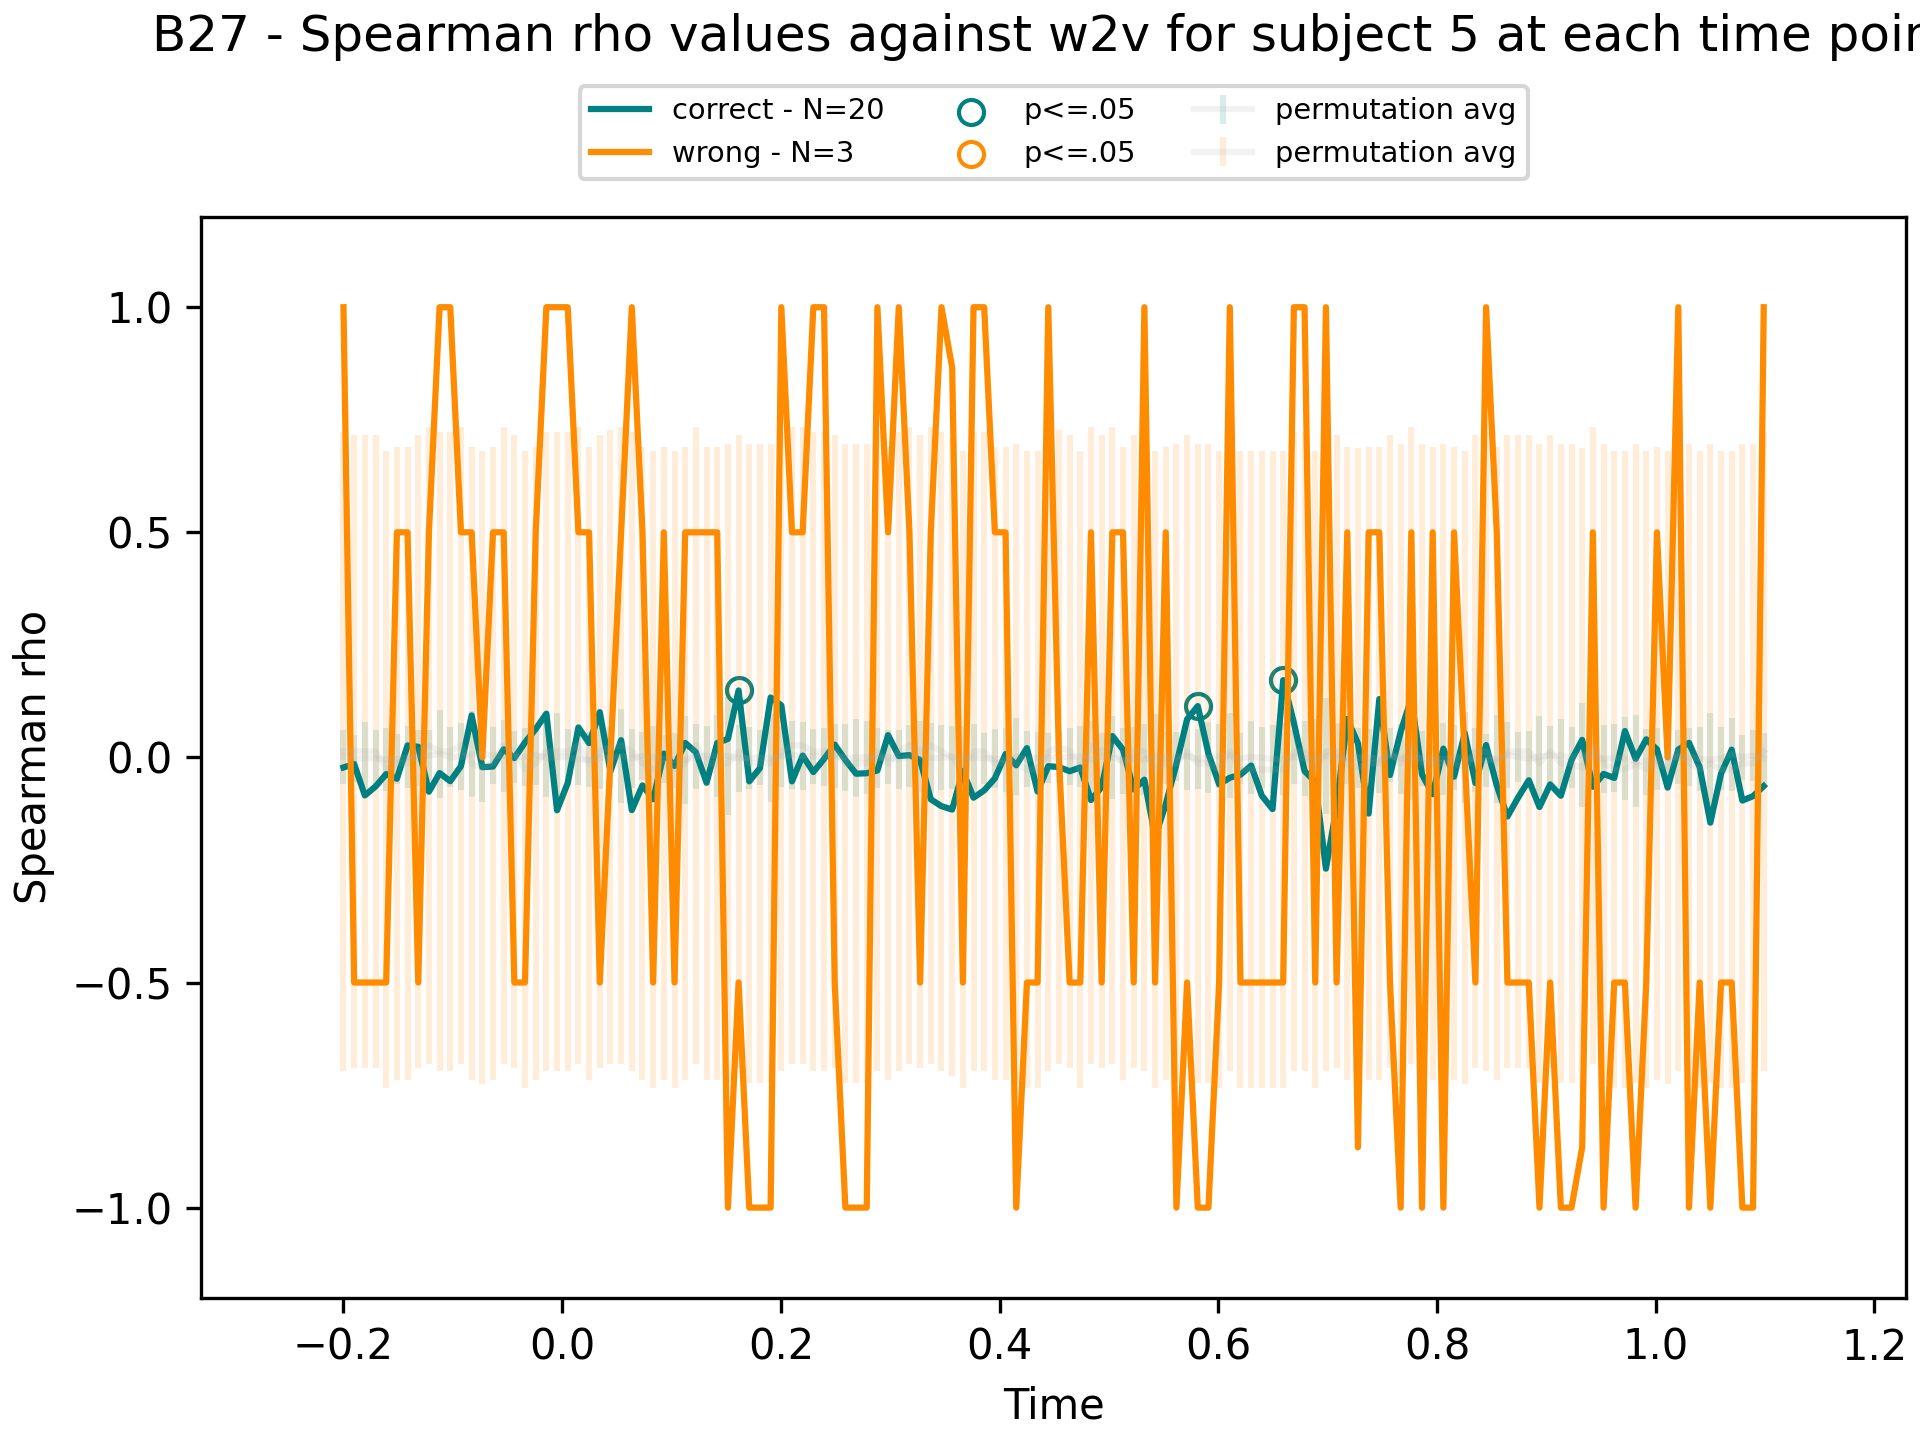 B27 - Spearman rho values against w2v for subject 5 at each time poin
correct - N=20 p<=.05 permutation avg
wrong - N=3 p<=.05 permutation avg
1.0
0.5
0.0
−0.5
−1.0
Spearman rho
−0.2 0.0 0.2 0.4 0.6 0.8 1.0 1.2
Time